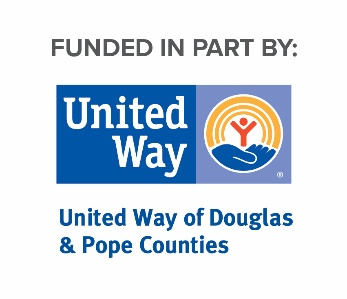 FUNDED IN PART BY:
United
Way
®
United Way of Douglas
& Pope Counties